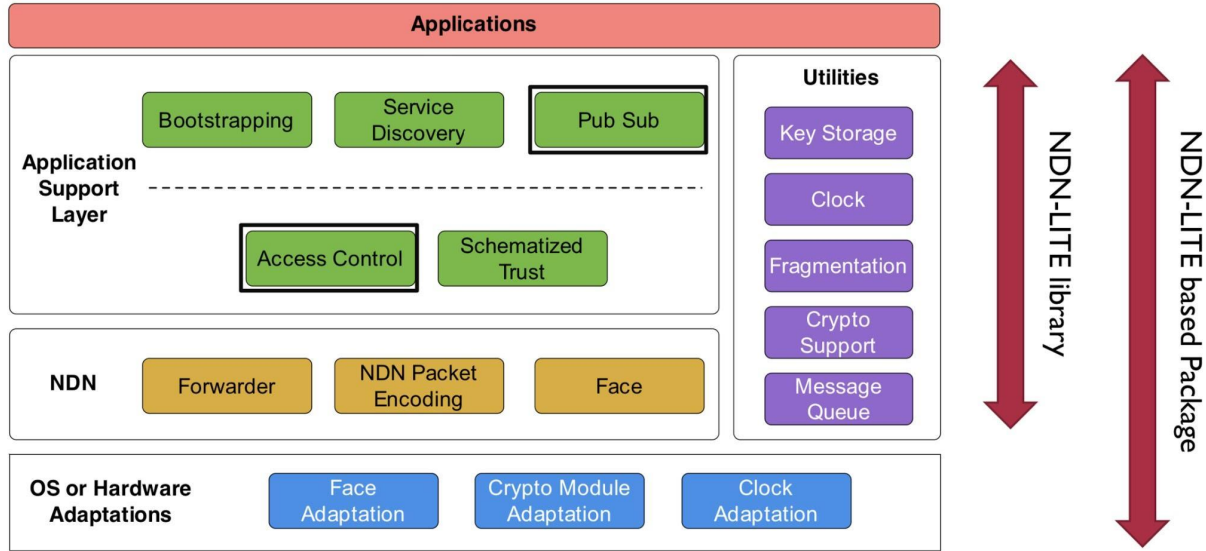 Applications
Application
Support
Layer
Bootstrapping
Service
Discovery
Pub Sub
Access Control
Schematized
Trust
NDN
Forwarder
NDN Packet
Encoding
Face
Utilities
Key Storage
Clock
Fragmentation
Crypto
Support
Message
Queue
OS or Hardware
Adaptations
Face
Adaptation
Crypto Module
Adaptation
Clock
Adaptation
NDN-LITE library
NDN-LITE based Package